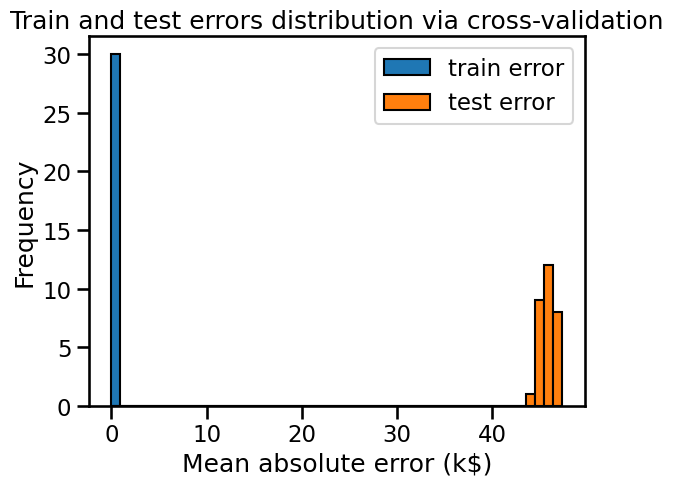 Train and test errors distribution via cross-validation
train error
test error
30
25
20
15
10
5
0
Frequency
0 10 20 30 40
Mean absolute error (k$)